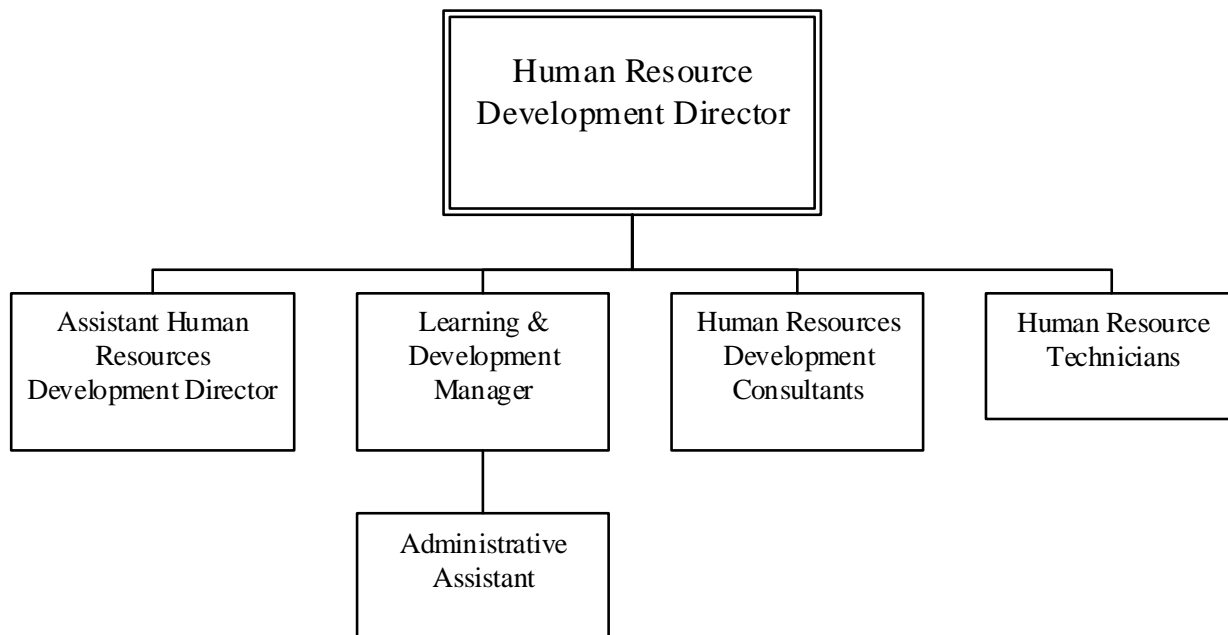 Human Resource
Development Director
Assistant Human
Resources
Development Director
Learning &
Development
Manager
Human Resources
Development
Consultants
Human Resource
Technicians
Administrative
Assistant